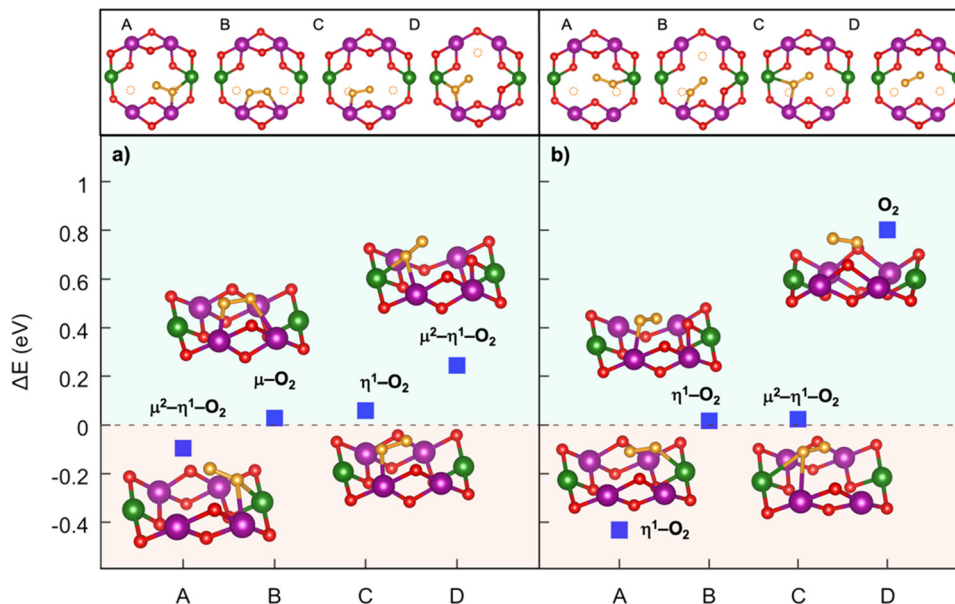 A B C D A B C D
a) b)
1
0.8
0.6
0.4
0.2
0
-0.2
-0.4
ΔE (eV)
O₂
μ²–η¹–O₂
μ–O₂
η¹–O₂
μ²–η¹–O₂
η¹–O₂
μ²–η¹–O₂
η¹–O₂
A B C D A B C D